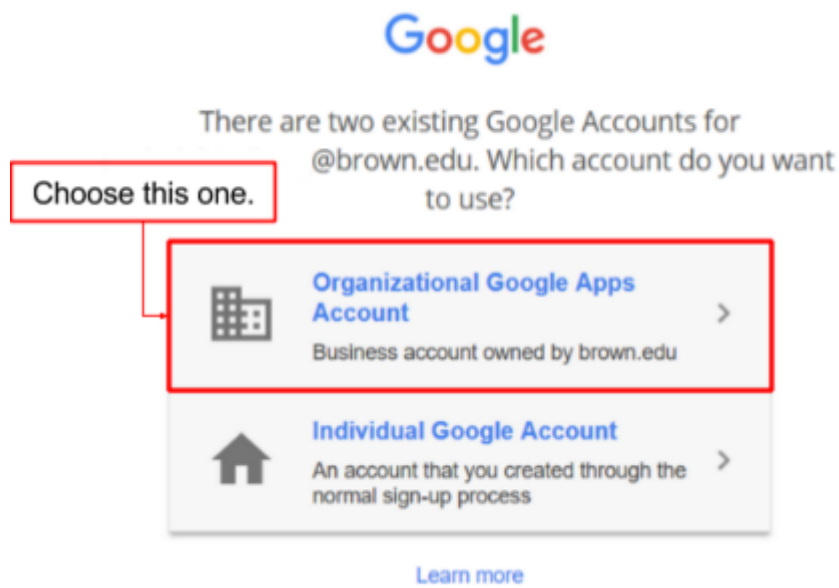 Google
There are two existing Google Accounts for
@brown.edu. Which account do you want
to use?
Choose this one.
Organizational Google Apps
Account
Business account owned by brown.edu
Individual Google Account
An account that you created through the
normal sign-up process
Learn more